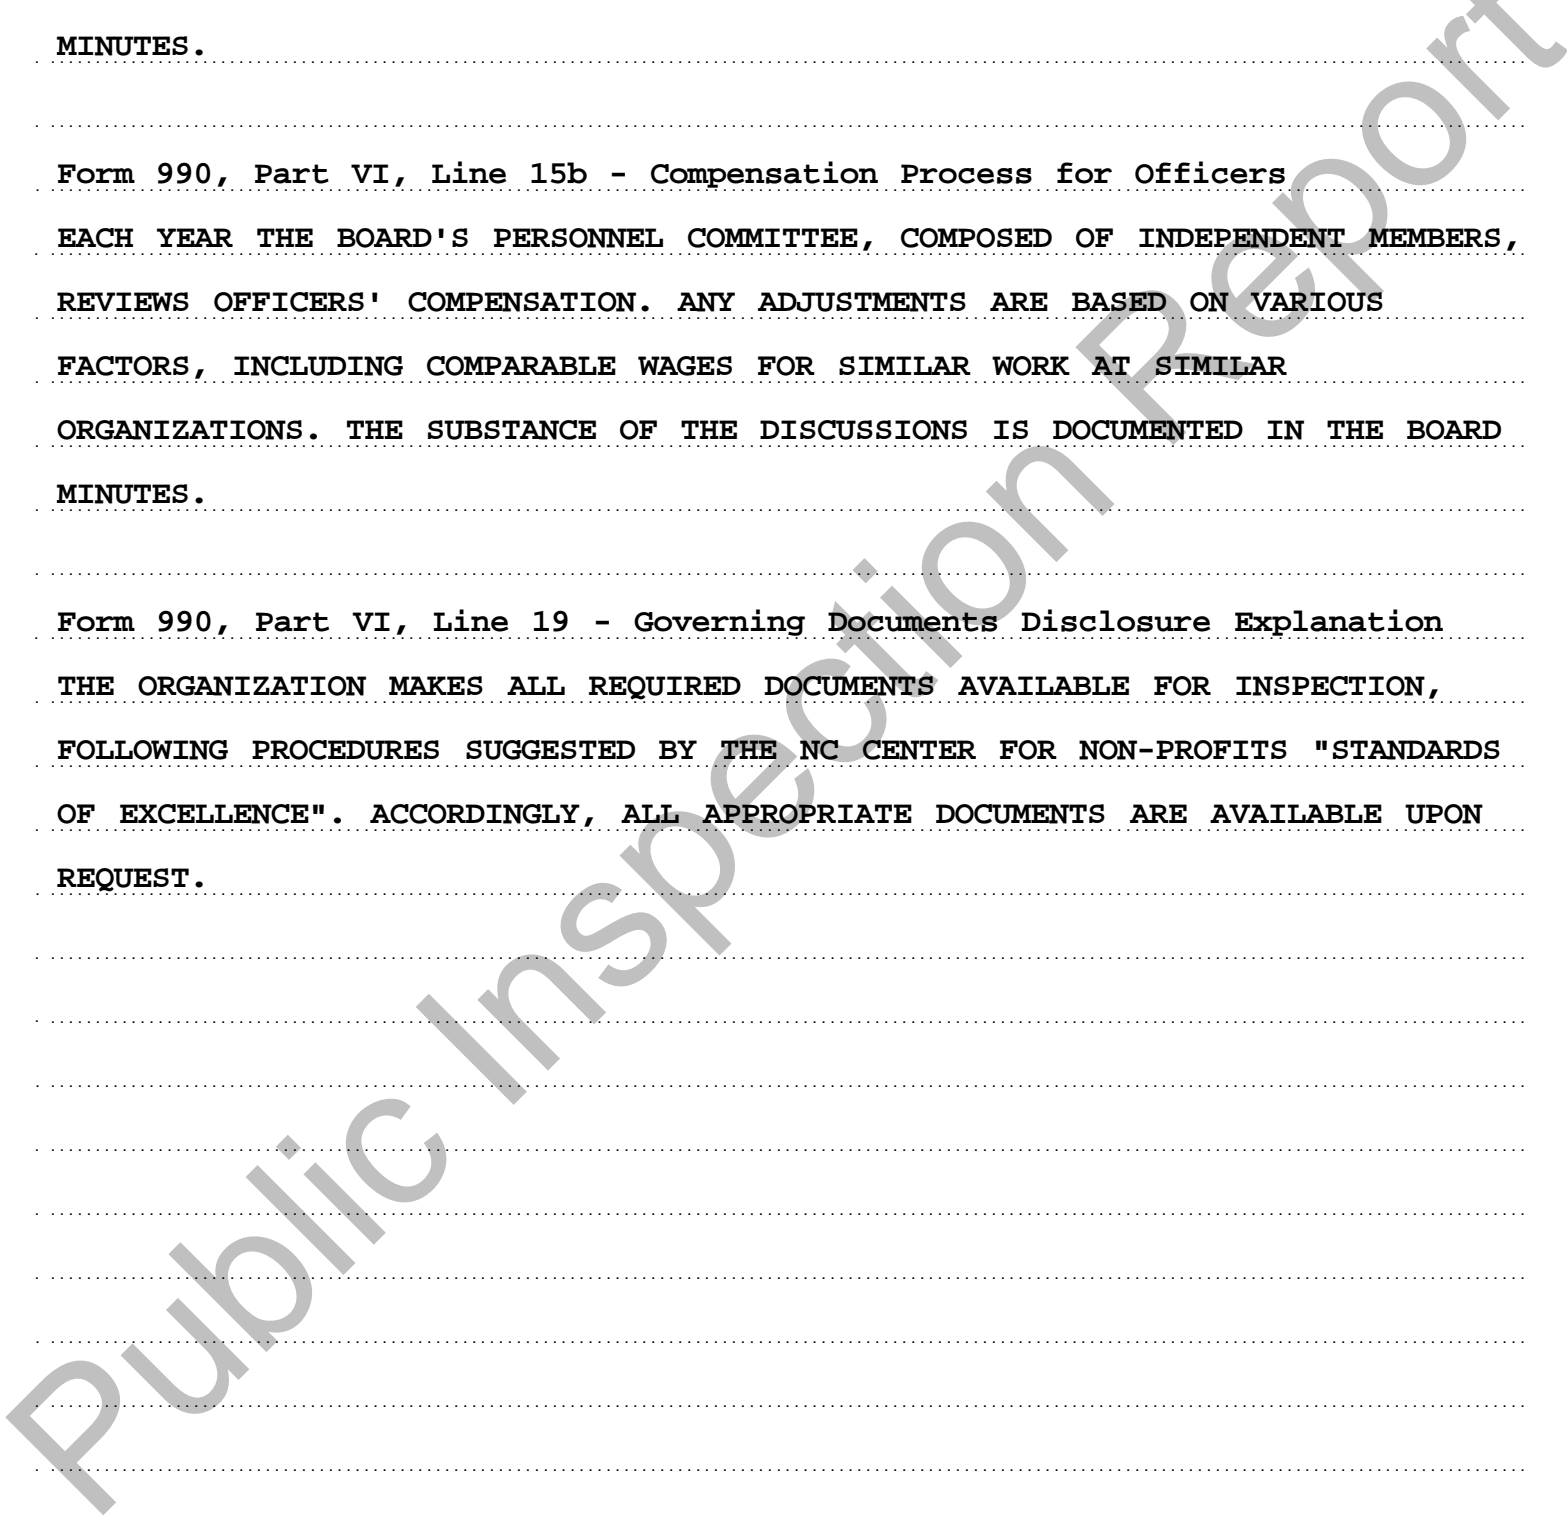 MINUTES.
Form 990, Part VI, Line 15b - Compensation Process for Officers
EACH YEAR THE BOARD'S PERSONNEL COMMITTEE, COMPOSED OF INDEPENDENT MEMBERS,
REVIEWS OFFICERS' COMPENSATION. ANY ADJUSTMENTS ARE BASED ON VARIOUS
FACTORS, INCLUDING COMPARABLE WAGES FOR SIMILAR WORK AT SIMILAR
ORGANIZATIONS. THE SUBSTANCE OF THE DISCUSSIONS IS DOCUMENTED IN THE BOARD
MINUTES.
Form 990, Part VI, Line 19 - Governing Documents Disclosure Explanation
THE ORGANIZATION MAKES ALL REQUIRED DOCUMENTS AVAILABLE FOR INSPECTION,
FOLLOWING PROCEDURES SUGGESTED BY THE NC CENTER FOR NON-PROFITS "STANDARDS
OF EXCELLENCE". ACCORDINGLY, ALL APPROPRIATE DOCUMENTS ARE AVAILABLE UPON
REQUEST.
Public Inspection Report